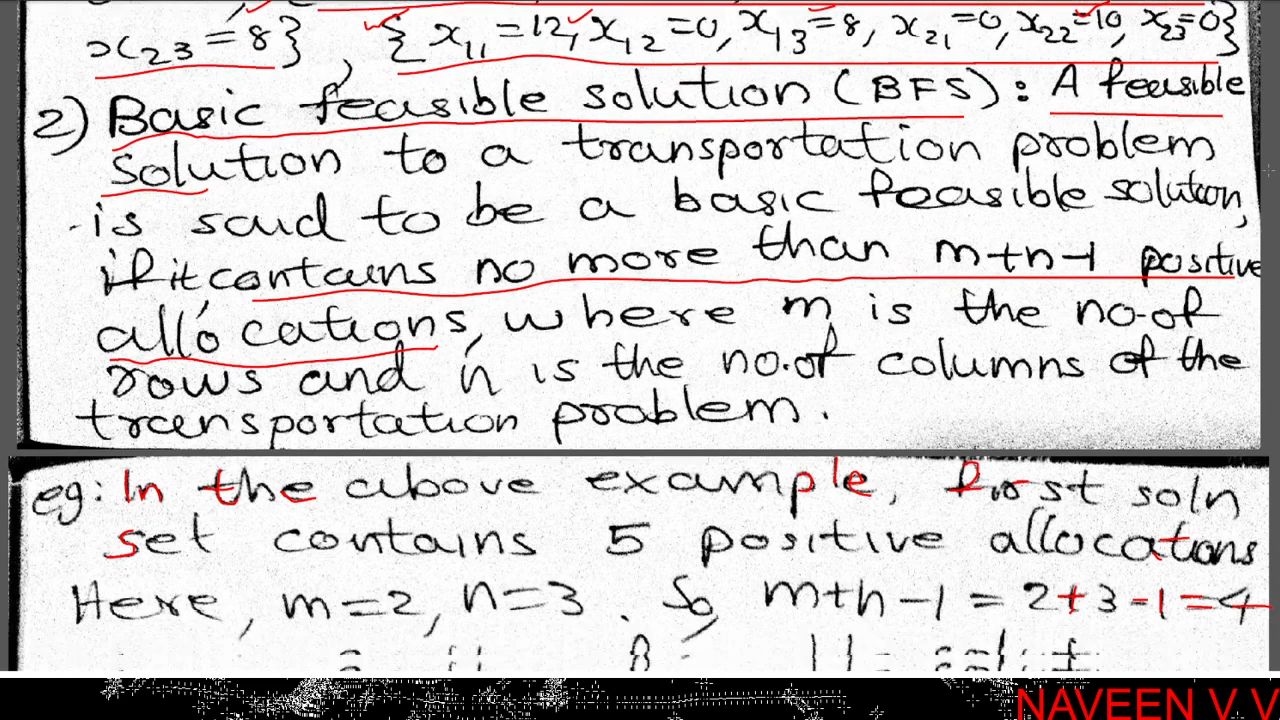 x23 = 8} , { x11 = 12, x12 = 0, x13 = 8, x21 = 0, x22 = 10, x23 = 0}
2) Basic feasible solution (BFS) : A feasible
solution to a transportation problem
is said to be a basic feasible solution,
if it contains no more than m+n-1 positive
allocations, where m is the no.of
rows and n is the no.of columns of the
transportation problem.
eg: In the above example, first soln
set contains 5 positive allocations
Here, m=2, n=3. So, m+n-1 = 2+3-1=4
NAVEEN V V